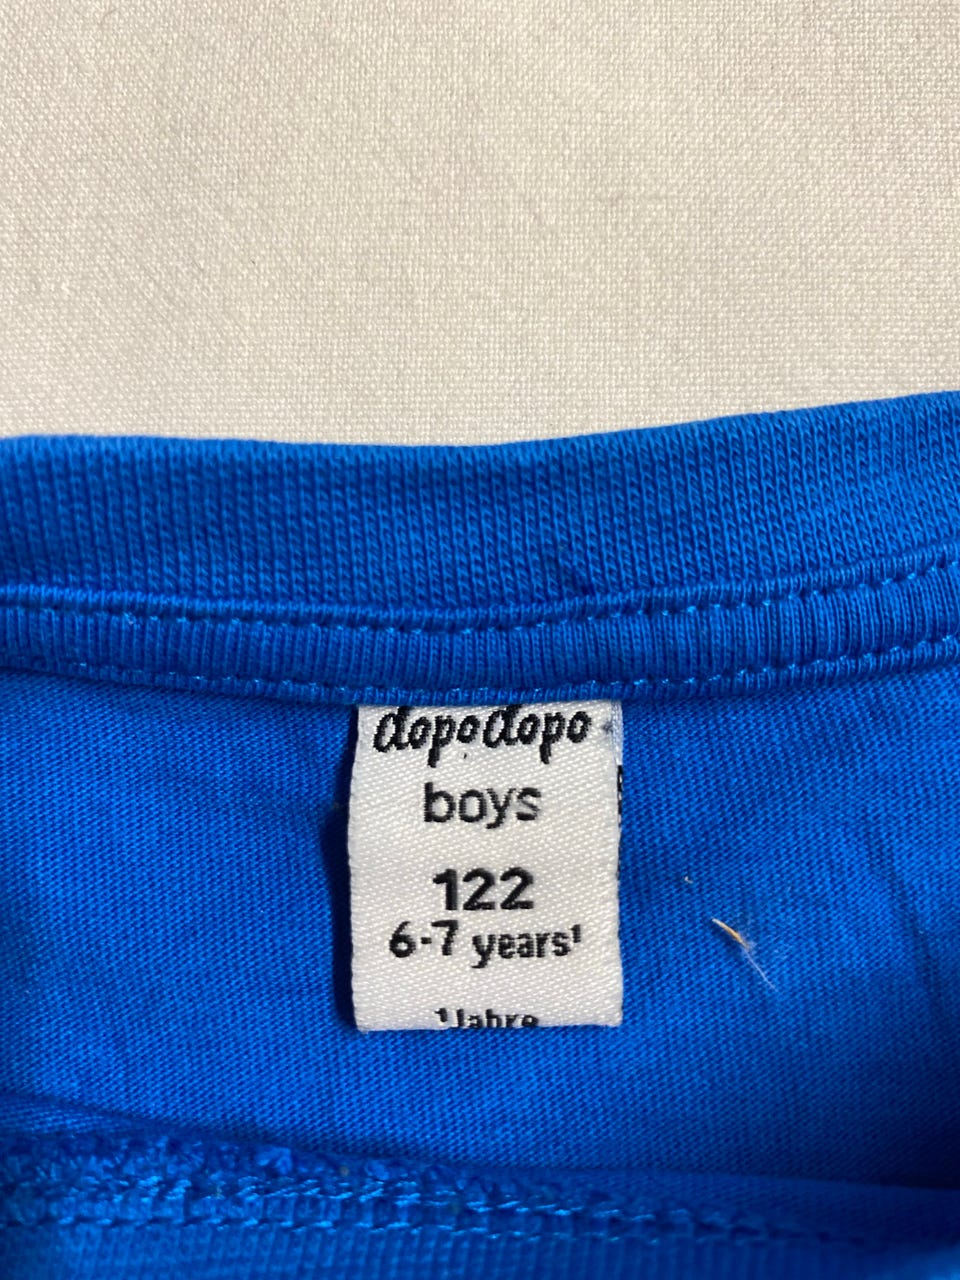 dopodopo
boys
122
6-7 years¹
¹Jahre